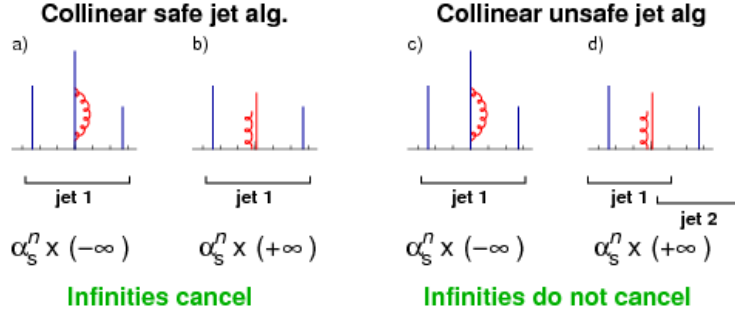 Collinear safe jet alg.
Collinear unsafe jet alg
a)
b)
c)
d)
jet 1
jet 1
jet 1
jet 1
jet 2
αₛⁿ x (−∞)
αₛⁿ x (+∞)
αₛⁿ x (−∞)
αₛⁿ x (+∞)
Infinities cancel
Infinities do not cancel